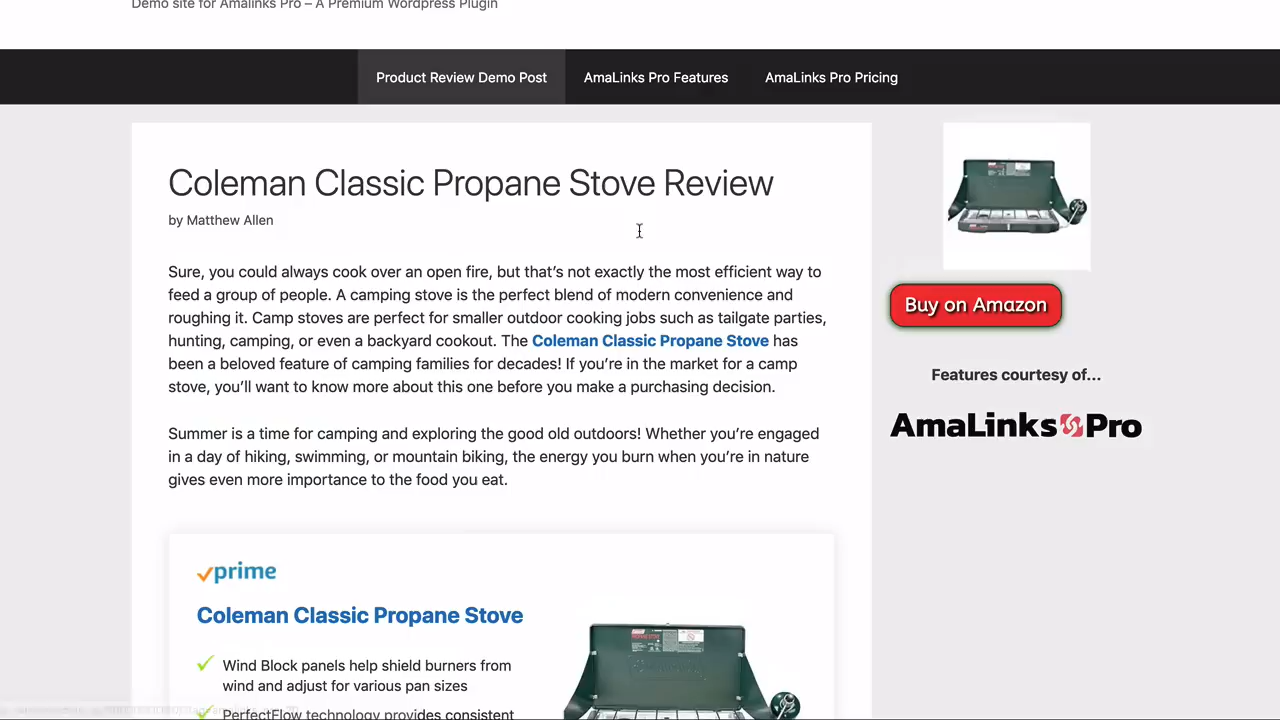 Demo site for Amalinks Pro – A Premium Wordpress Plugin
Product Review Demo Post
AmaLinks Pro Features
AmaLinks Pro Pricing
Coleman Classic Propane Stove Review
by Matthew Allen
Sure, you could always cook over an open fire, but that's not exactly the most efficient way to
feed a group of people. A camping stove is the perfect blend of modern convenience and
roughing it. Camp stoves are perfect for smaller outdoor cooking jobs such as tailgate parties,
hunting, camping, or even a backyard cookout. The Coleman Classic Propane Stove has
been a beloved feature of camping families for decades! If you're in the market for a camp
stove, you'll want to know more about this one before you make a purchasing decision.
Summer is a time for camping and exploring the good old outdoors! Whether you're engaged
in a day of hiking, swimming, or mountain biking, the energy you burn when you're in nature
gives even more importance to the food you eat.
prime
Coleman Classic Propane Stove
Wind Block panels help shield burners from
wind and adjust for various pan sizes
PerfectFlow technology provides consistent
Buy on Amazon
Features courtesy of...
AmaLinks Pro